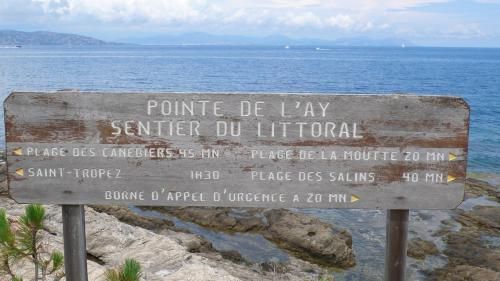 POINTE DE L'AY
SENTIER DU LITTORAL
PLAGE DES CANEBIERS 45 MN PLAGE DE LA MOUTTE 20 MN
SAINT-TROPEZ 1H30 PLAGE DES SALINS 40 MN
BORNE D'APPEL D'URGENCE A 20 MN